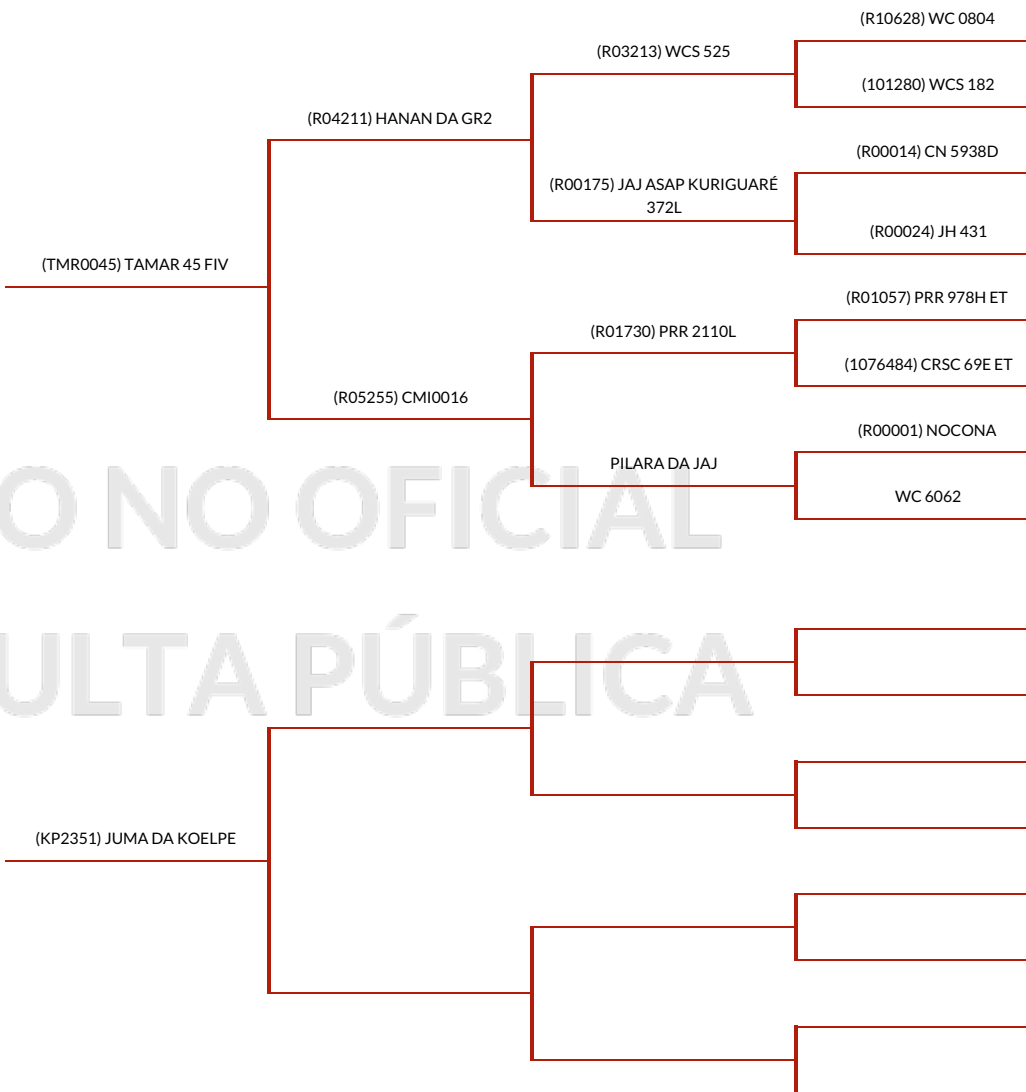 (R10628) WC 0804
(R03213) WCS 525
(101280) WCS 182
(R04211) HANAN DA GR2
(R00014) CN 5938D
(R00175) JAJ ASAP KURIGUARÉ
372L
(R00024) JH 431
(TMR0045) TAMAR 45 FIV
(R01057) PRR 978H ET
(R01730) PRR 2110L
(1076484) CRSC 69E ET
(R05255) CMI0016
(R00001) NOCONA
PILARA DA JAJ
WC 6062
O NO OFICIAL
ULTA PÚBLICA
(KP2351) JUMA DA KOELPE